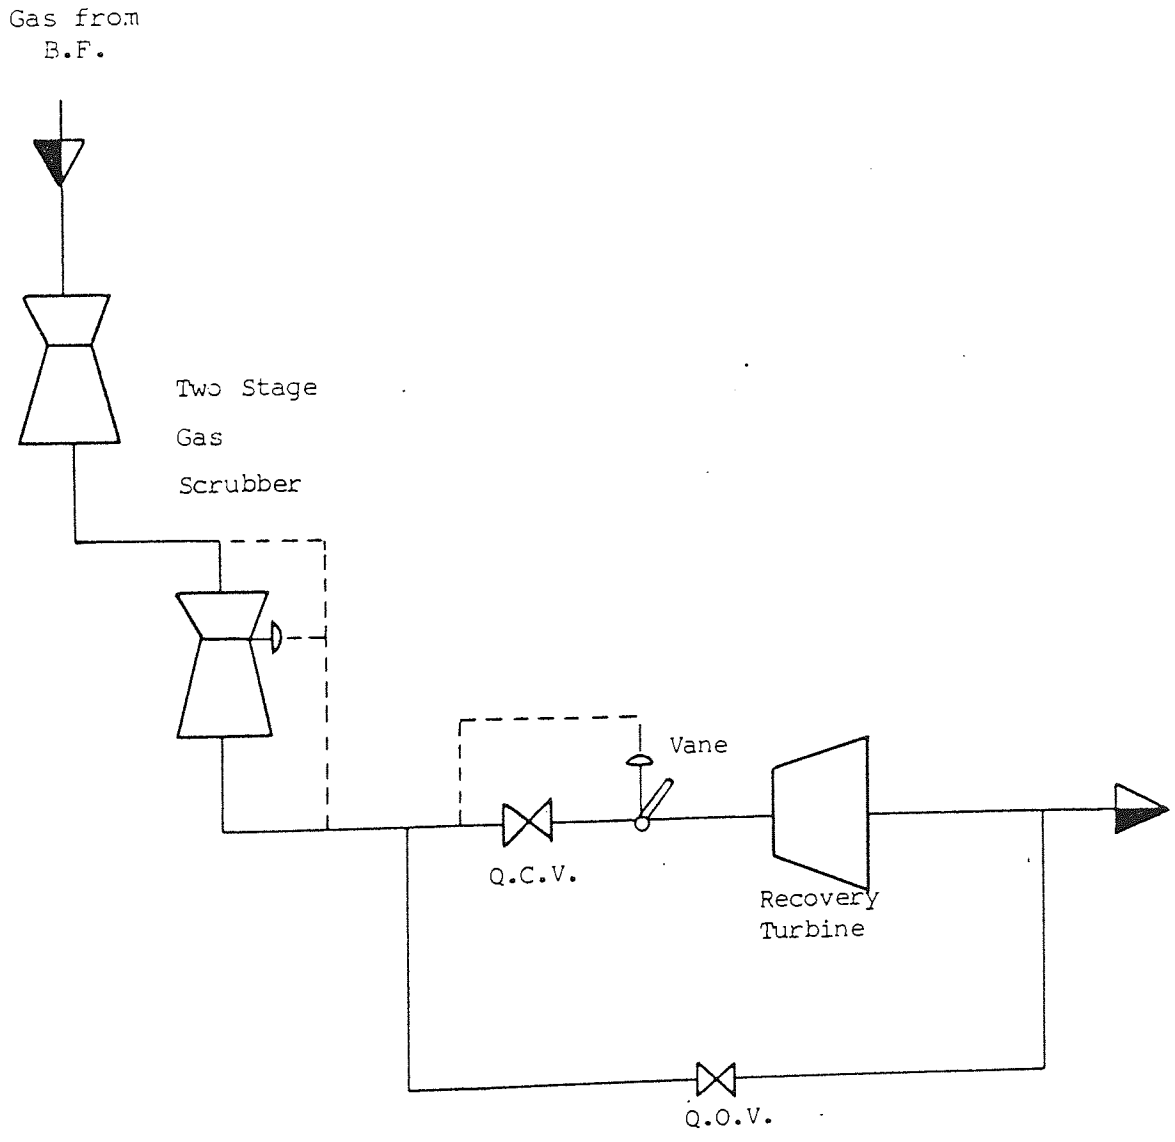 Gas from
B.F.
Two Stage
Gas
Scrubber
Vane
Q.C.V.
Recovery
Turbine
Q.O.V.